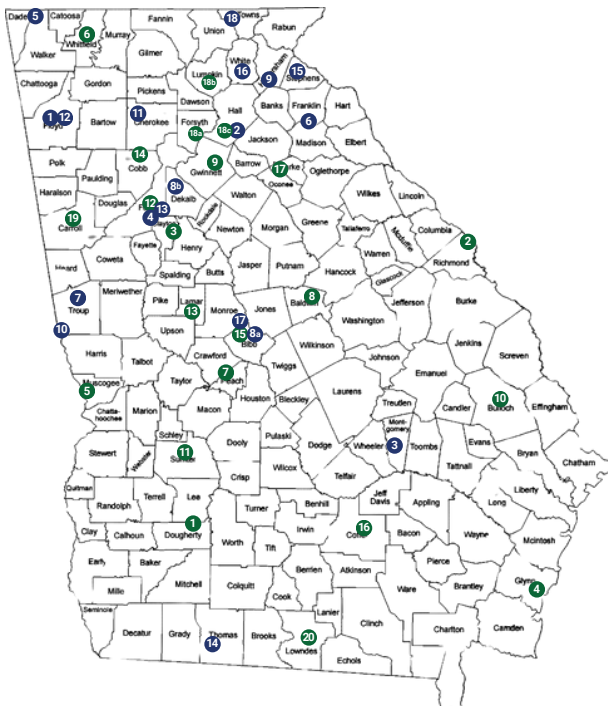 Dade 5 Catoosa 6 Whitfield Murray Fannin 18 Towns Union Rabun
Walker Gilmer Lumpkin 18b White 16 9 15 Stephens
Chattooga Gordon Pickens Dawson Hall Banks Franklin 6 Hart
1 12 Floyd Bartow 11 Cherokee Forsyth 18a 18c 2 Jackson Madison Elbert
Polk 14 Cobb 9 Gwinnett Barrow 17 Oconee Oglethorpe
Haralson Paulding Douglas 12 13 4 8b Dekalb Rockdale Walton Wilkes Lincoln
19 Carroll Fayette 3 Henry Newton Morgan Greene Taliaferro McDuffie Columbia 2
Heard Coweta Spalding Butts Jasper Putnam Hancock Warren Glascock Richmond
7 Troup Meriwether Pike Lamar 13 Monroe Jones Baldwin 8 Washington Jefferson Burke
10 Upson 17 15 8a Bibb Wilkinson Jenkins Screven
Harris Talbot Crawford 7 Peach Twiggs Johnson Emanuel
Muscogee 5 Taylor Houston Bleckley Laurens Treutlen Candler 10 Bulloch Effingham
Chatta-
hoochee Marion Macon Pulaski Mont-
gomery
Stewert Webster Schley 11 Sumter Dooly Dodge Wheeler 3 Toombs Evans Bryan Chatham
Quitman Randolph Terrell Lee Crisp Wilcox Telfair Tattnall Liberty
Clay Calhoun 1 Dougherty Worth Turner Benhill Irwin Jeff
Davis Appling Long
Early Baker Tift 16 Coffe Bacon Wayne McIntosh
Mille Mitchell Colquitt Berrien Atkinson Pierce
Seminole Cook Lanier Ware Brantley Glynn 4
Decatur Grady 14 Thomas Brooks 20 Lowndes Echols Clinch Charlton Camden